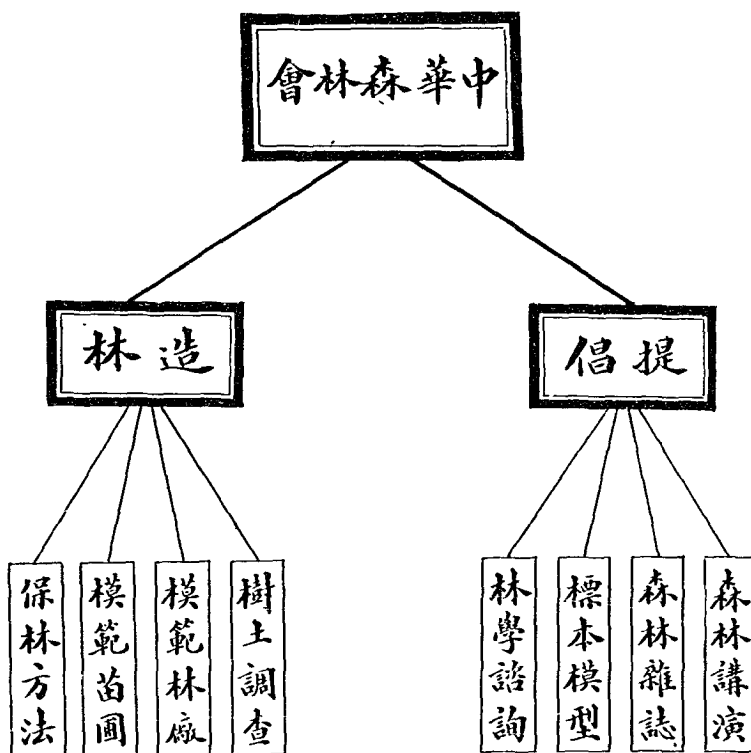 中華森林會
提倡
造林
森林講演
森林雜誌
標本模型
林學諮詢
樹土調查
模範林廠
模範苗圃
保林方法